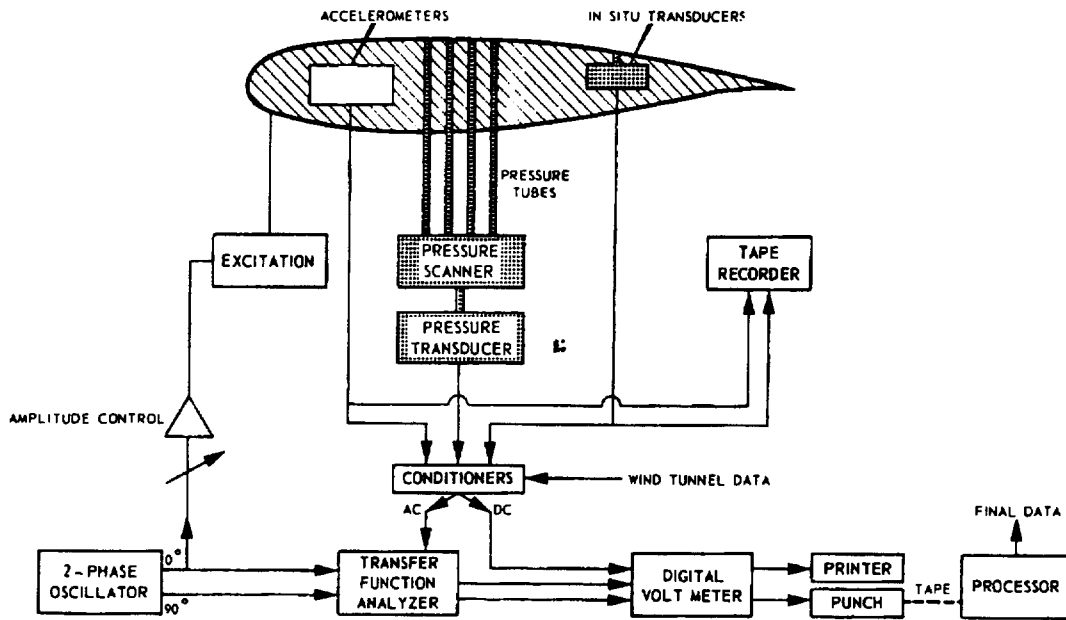 ACCELEROMETERS
IN SITU TRANSDUCERS
PRESSURE
TUBES
EXCITATION
PRESSURE
SCANNER
TAPE
RECORDER
PRESSURE
TRANSDUCER
AMPLITUDE CONTROL
CONDITIONERS
WIND TUNNEL DATA
AC
DC
FINAL DATA
2-PHASE
OSCILLATOR
0°
90°
TRANSFER
FUNCTION
ANALYZER
DIGITAL
VOLT METER
PRINTER
PUNCH
TAPE
PROCESSOR